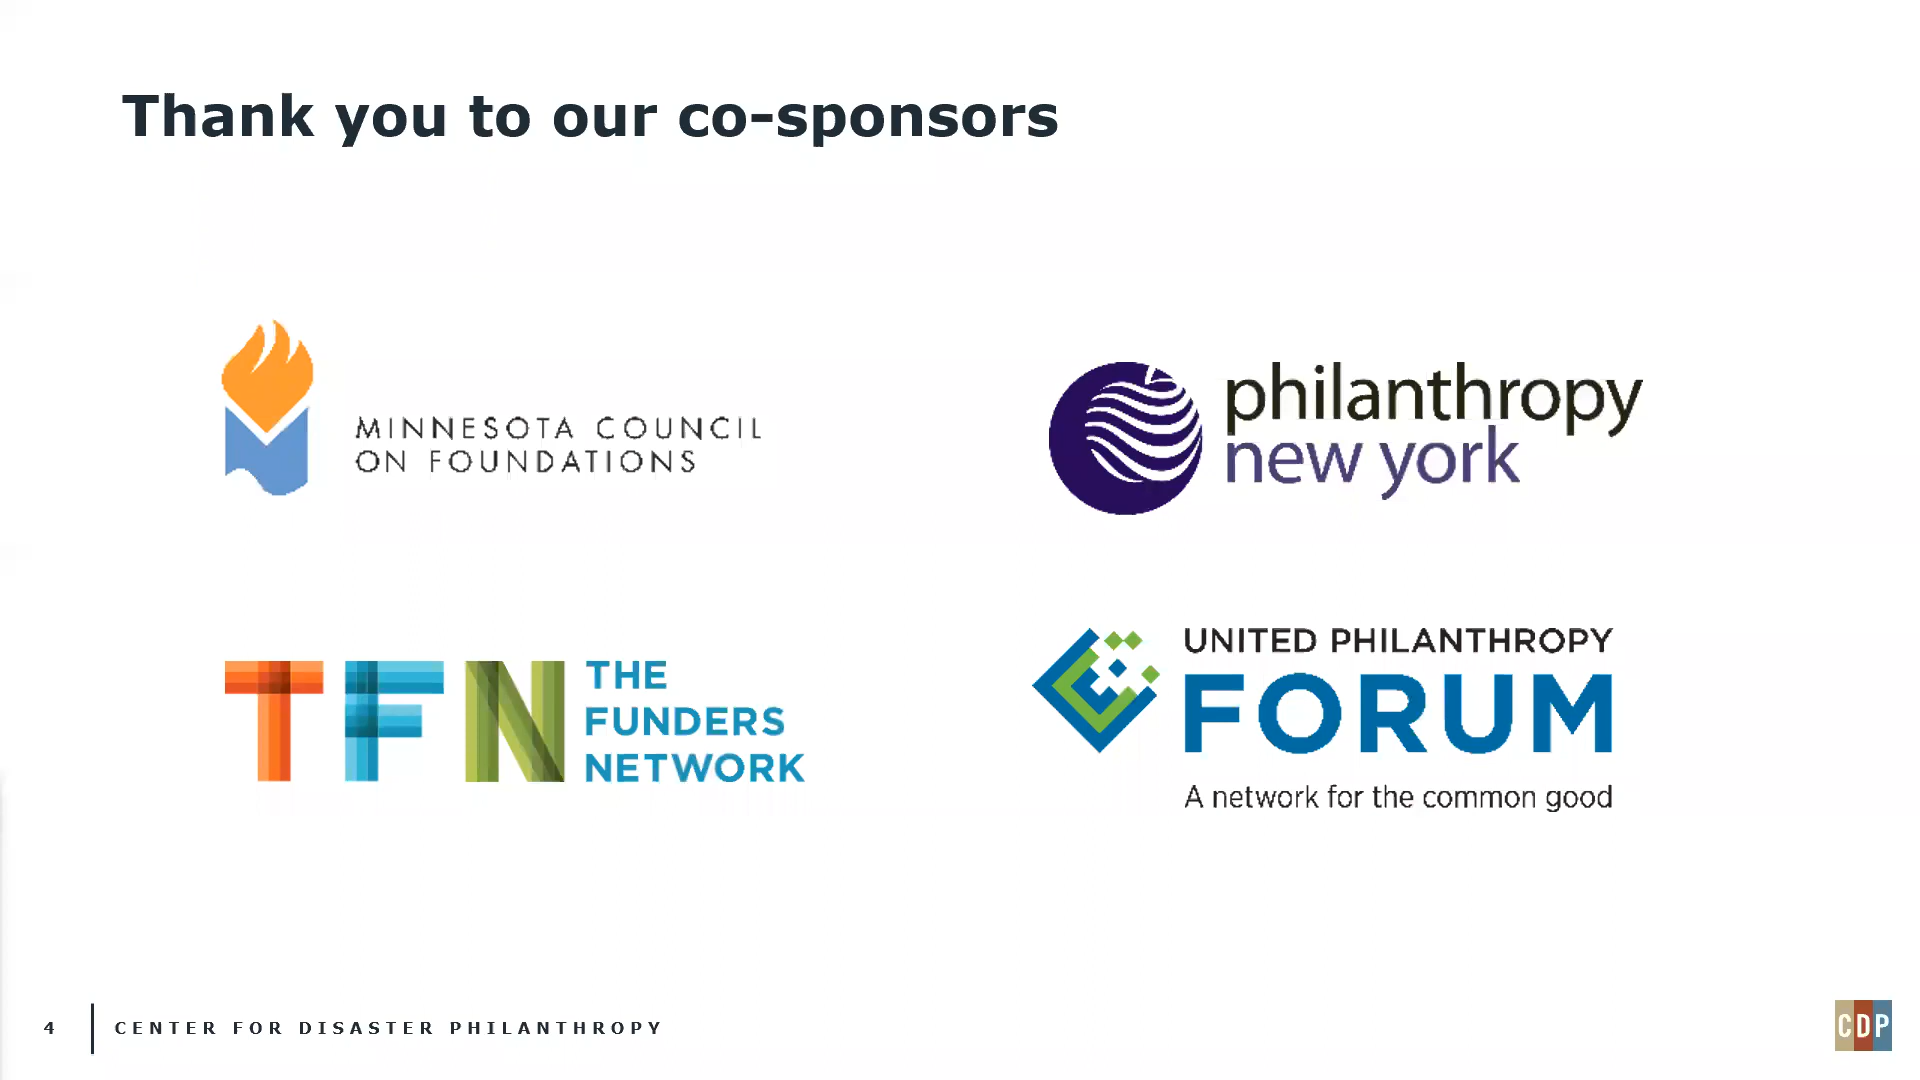 Thank you to our co-sponsors
MINNESOTA COUNCIL
ON FOUNDATIONS
philanthropy
new york
TFN
THE
FUNDERS
NETWORK
UNITED PHILANTHROPY
FORUM
A network for the common good
4
CENTER FOR DISASTER PHILANTHROPY
CDP